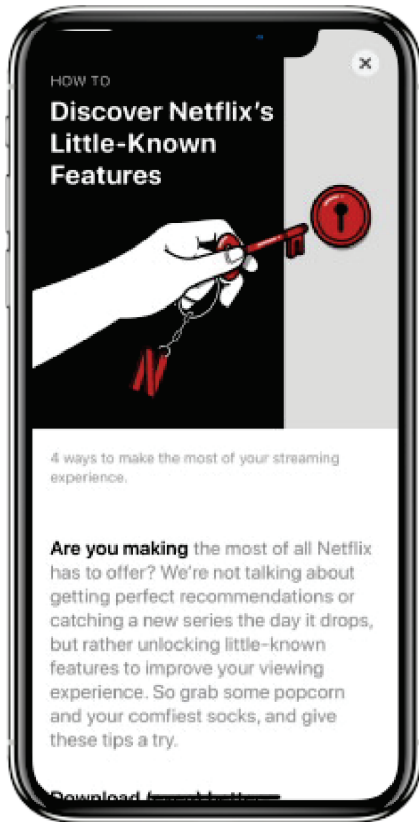 HOW TO
Discover Netflix's
Little-Known
Features
N
4 ways to make the most of your streaming
experience.
Are you making the most of all Netflix
has to offer? We're not talking about
getting perfect recommendations or
catching a new series the day it drops,
but rather unlocking little-known
features to improve your viewing
experience. So grab some popcorn
and your comfiest socks, and give
these tips a try.
Download